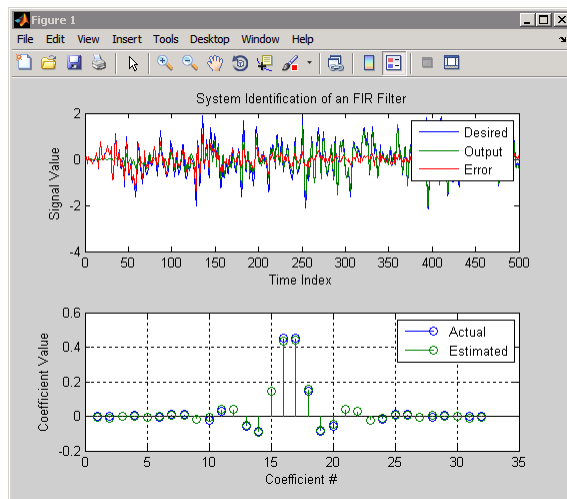 Figure 1
File Edit View Insert Tools Desktop Window Help
System Identification of an FIR Filter
Signal Value
2
0
-2
-4
Desired
Output
Error
0 50 100 150 200 250 300 350 400 450 500
Time Index
Coefficient Value
0.6
0.4
0.2
0
-0.2
Actual
Estimated
0 5 10 15 20 25 30 35
Coefficient #